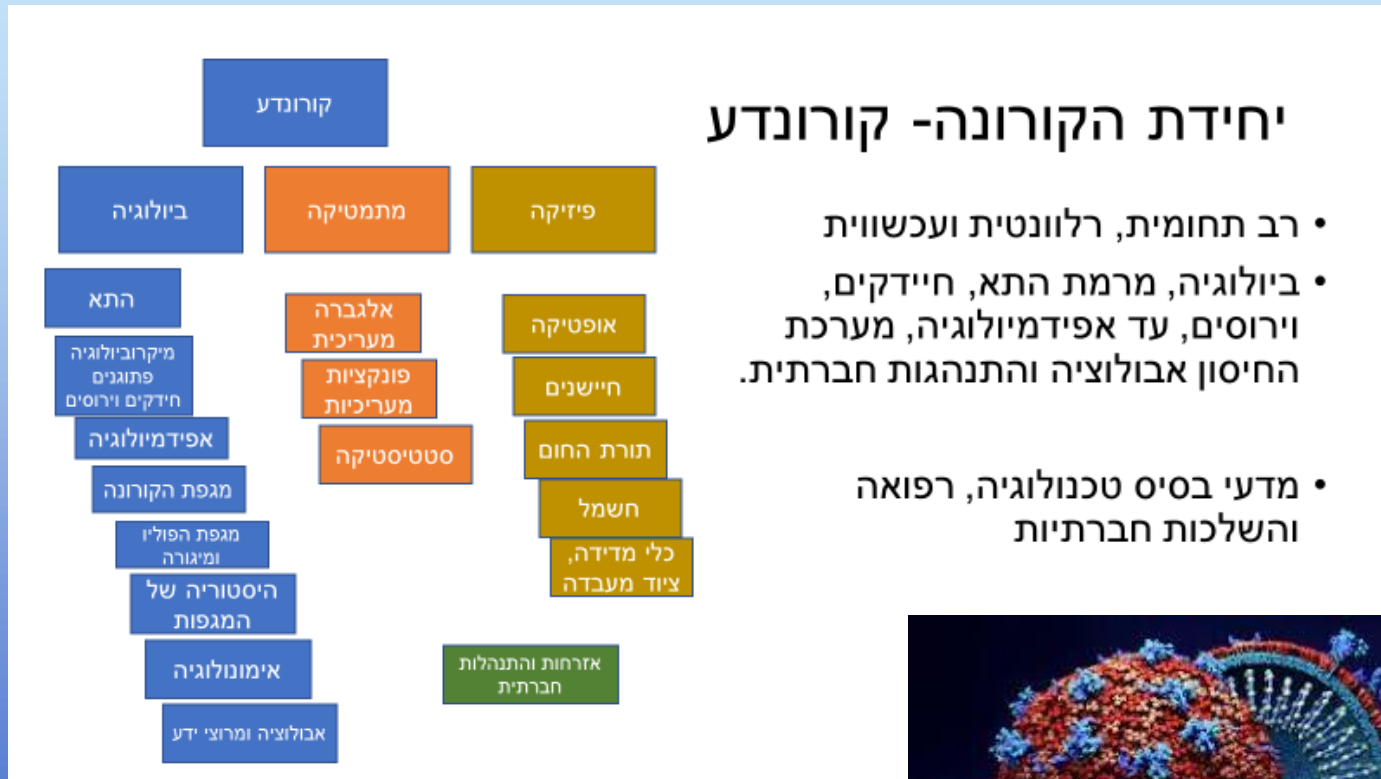 יחידת הקורונה- קורונדע
• רב תחומית, רלוונטית ועכשווית
• ביולוגיה, מרמת התא, חיידקים,
וירוסים, עד אפידמיולוגיה, מערכת
החיסון אבולוציה והתנהגות חברתית.
• מדעי בסיס טכנולוגיה, רפואה
והשלכות חברתיות
קורונדע
פיזיקה
אופטיקה
חיישנים
תורת החום
חשמל
כלי מדידה,
ציוד מעבדה
מתמטיקה
אלגברה
מעריכית
פונקציות
מעריכיות
סטטיסטיקה
ביולוגיה
התא
מיקרוביולוגיה
פתוגנים
חידקים וירוסים
אפידמיולוגיה
מגפת הקורונה
מגפת הפוליו
ומיגורה
היסטוריה של
המגפות
אימונולוגיה
אבולוציה ומרוצי ידע
אזרחות והתנהלות
חברתית